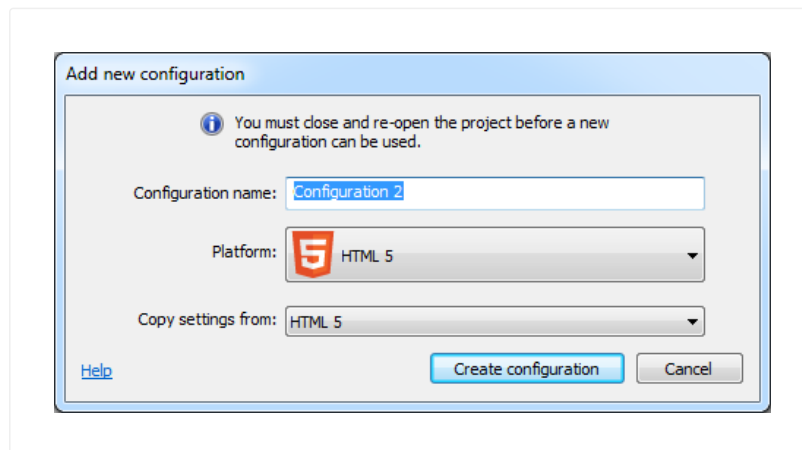 Add new configuration
You must close and re-open the project before a new
configuration can be used.
Configuration name: Configuration 2
Platform: HTML 5
Copy settings from: HTML 5
Help Create configuration Cancel